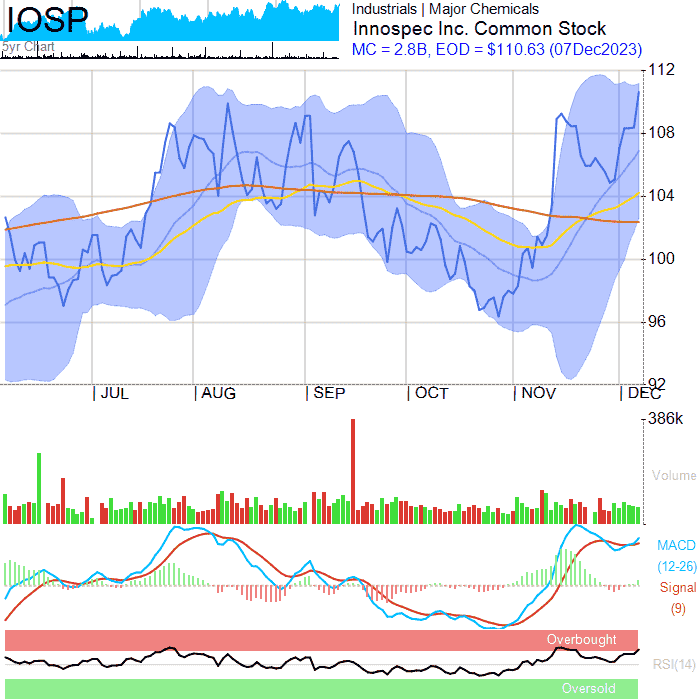 IOSP
5yr Chart
Industrials | Major Chemicals
Innospec Inc. Common Stock
MC = 2.8B, EOD = $110.63 (07Dec2023)
112
108
104
100
96
92
JUL
AUG
SEP
OCT
NOV
DEC
386k
Volume
MACD
(12-26)
Signal
(9)
Overbought
RSI(14)
Oversold